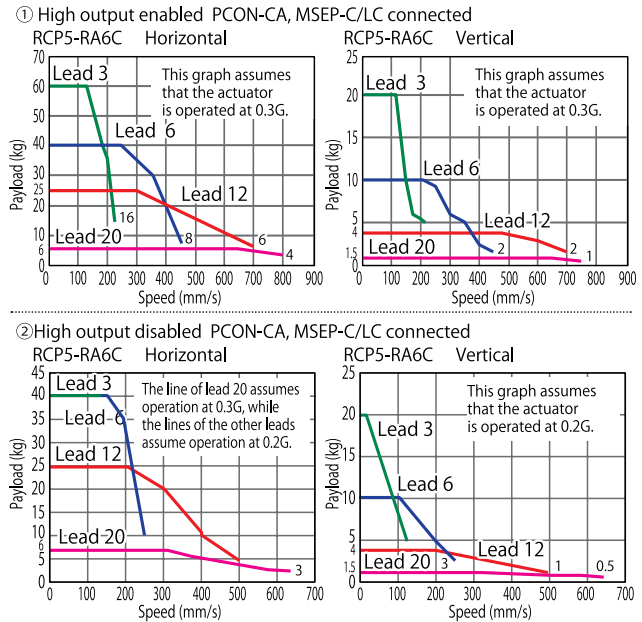 ① High output enabled PCON-CA, MSEP-C/LC connected
RCP5-RA6C Horizontal
Payload (kg)
70
60
50
40
30
25
20
10
6
0
Lead 3
Lead 6
Lead 12
Lead 20
This graph assumes
that the actuator
is operated at 0.3G.
16
8
6
4
0 100 200 300 400 500 600 700 800 900
Speed (mm/s)
RCP5-RA6C Vertical
Payload (kg)
25
20
15
10
5
4
1.5
0
Lead 3
Lead 6
Lead 12
Lead 20
This graph assumes
that the actuator
is operated at 0.3G.
2
2
1
0 100 200 300 400 500 600 700 800 900
Speed (mm/s)
②High output disabled PCON-CA, MSEP-C/LC connected
RCP5-RA6C Horizontal
Payload (kg)
45
40
35
30
25
20
15
10
6
5
0
Lead 3
Lead 6
Lead 12
Lead 20
The line of lead 20 assumes
operation at 0.3G, while
the lines of the other leads
assume operation at 0.2G.
3
0 100 200 300 400 500 600 700
Speed (mm/s)
RCP5-RA6C Vertical
Payload (kg)
25
20
15
10
5
4
1.5
0
Lead 3
Lead 6
Lead 12
Lead 20
This graph assumes
that the actuator
is operated at 0.2G.
3
1
0.5
0 100 200 300 400 500 600 700
Speed (mm/s)